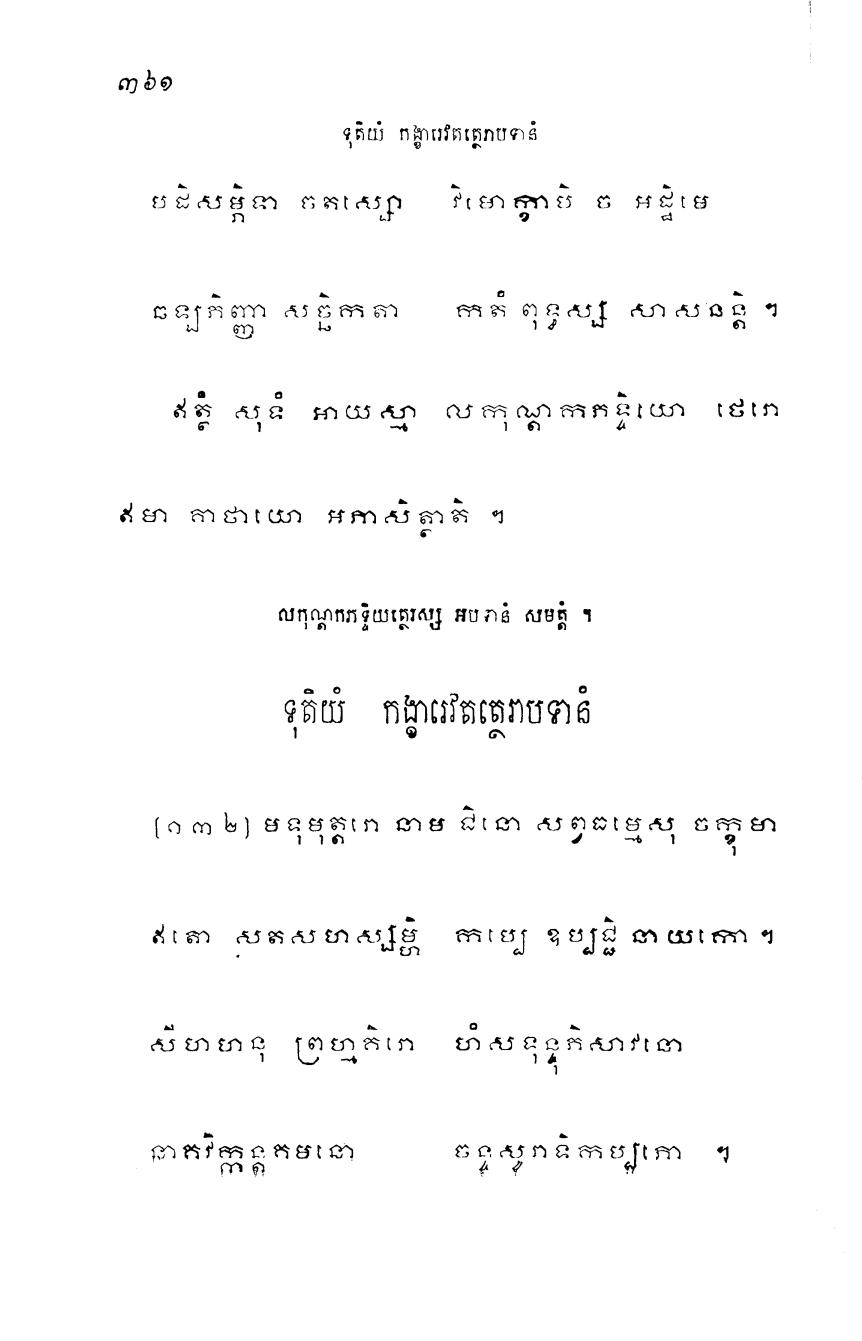 ៣៦១
ទុតិយំ កង្ខារេវតត្ថេរាបទានំ
បដិសម្ភិទា ចតស្សោ វិមោក្ខាបិ ច អដ្ឋិមេ
ឆឡភិញ្ញា សច្ឆិកតា កតំ ពុទ្ធស្ស សាសនន្តិ ។
ឥត្ថំ សុទំ អាយស្មា លកុណ្ដកភទ្ទិយោ ថេរោ
ឥមា គាថាយោ អភាសិត្ថាតិ ។
លកុណ្ដកភទ្ទិយត្ថេរស្ស អបទានំ សមត្តំ ។
ទុតិយំ កង្ខារេវតត្ថេរាបទានំ
[១៣២] មទុមុត្តរោ នាម ជិនោ សព្វធម្មេសុ ចក្ខុមា
ឥតោ សតសហស្សម្ហិ កប្បេ ឧប្បជ្ជិ នាយកោ ។
សីហហនុ ព្រហ្មគិរោ ហំសទុន្ទុភិសាវនោ
នាគវិក្កន្តគមនោ ចន្ទសូរាទិកប្បភោ ។